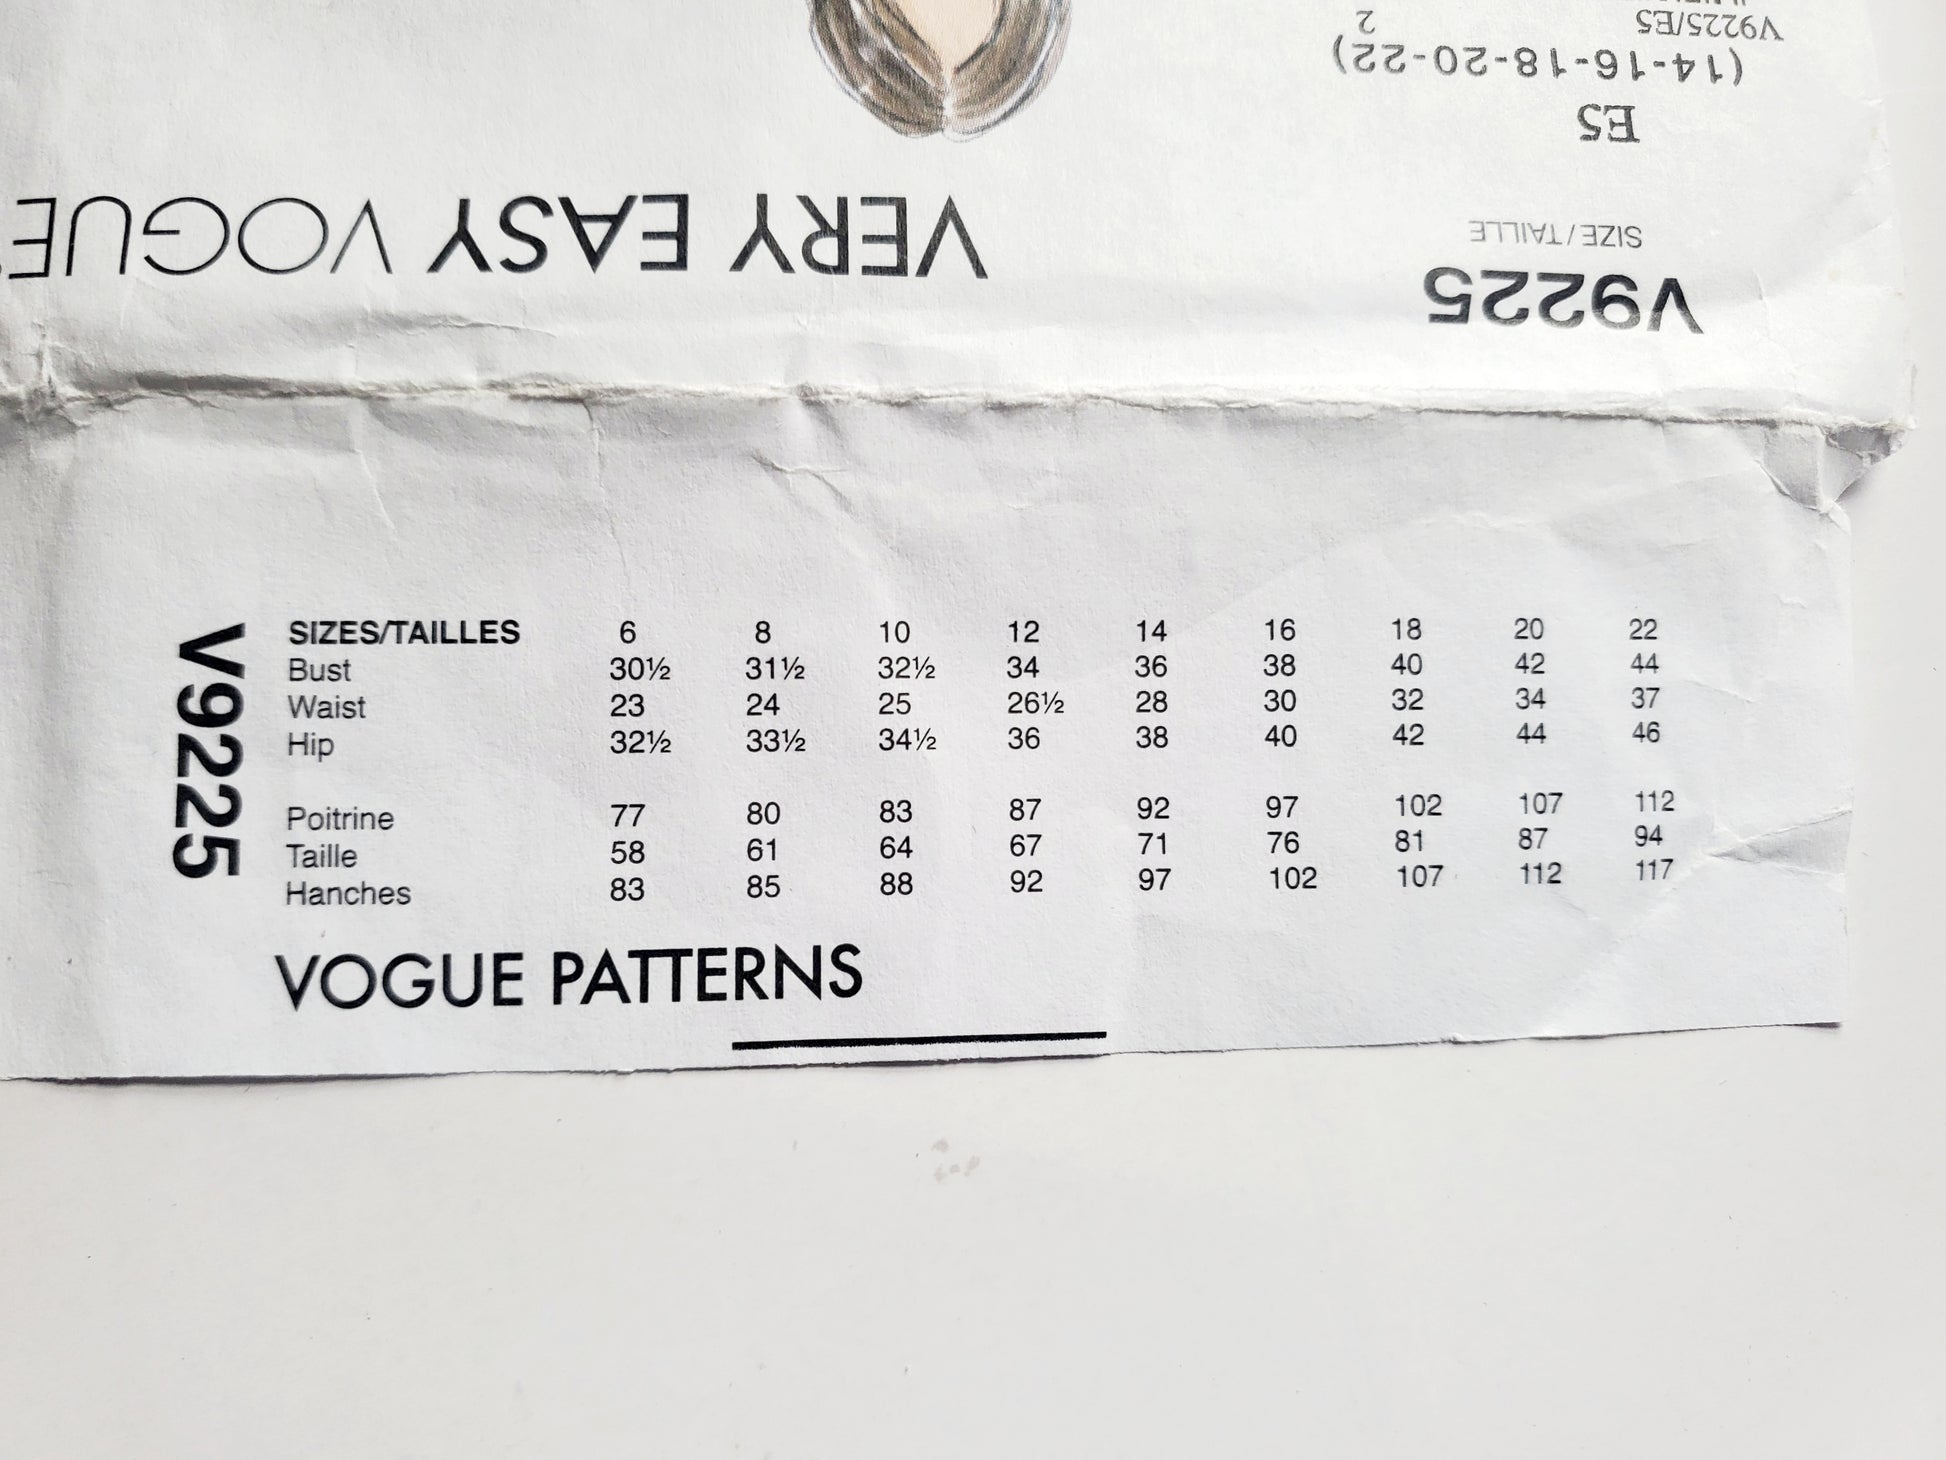 V9225
SIZE/TAILLE
E5
(14-16-18-20-22)
V9225/E5
2
VERY EASY VOGUE
V9225
SIZES/TAILLES 6 8 10 12 14 16 18 20 22
Bust 30½ 31½ 32½ 34 36 38 40 42 44
Waist 23 24 25 26½ 28 30 32 34 37
Hip 32½ 33½ 34½ 36 38 40 42 44 46
Poitrine 77 80 83 87 92 97 102 107 112
Taille 58 61 64 67 71 76 81 87 94
Hanches 83 85 88 92 97 102 107 112 117
VOGUE PATTERNS